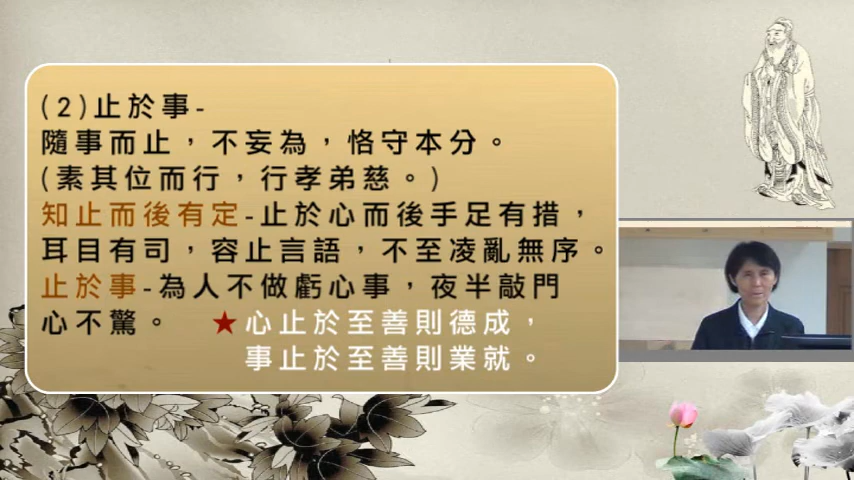 (2)止於事-
隨事而止，不妄為，恪守本分。
(素其位而行，行孝弟慈。)
知止而後有定-止於心而後手足有措，
耳目有司，容止言語，不至凌亂無序。
止於事-為人不做虧心事，夜半敲門
心不驚。 ★心止於至善則德成，
事止於至善則業就。